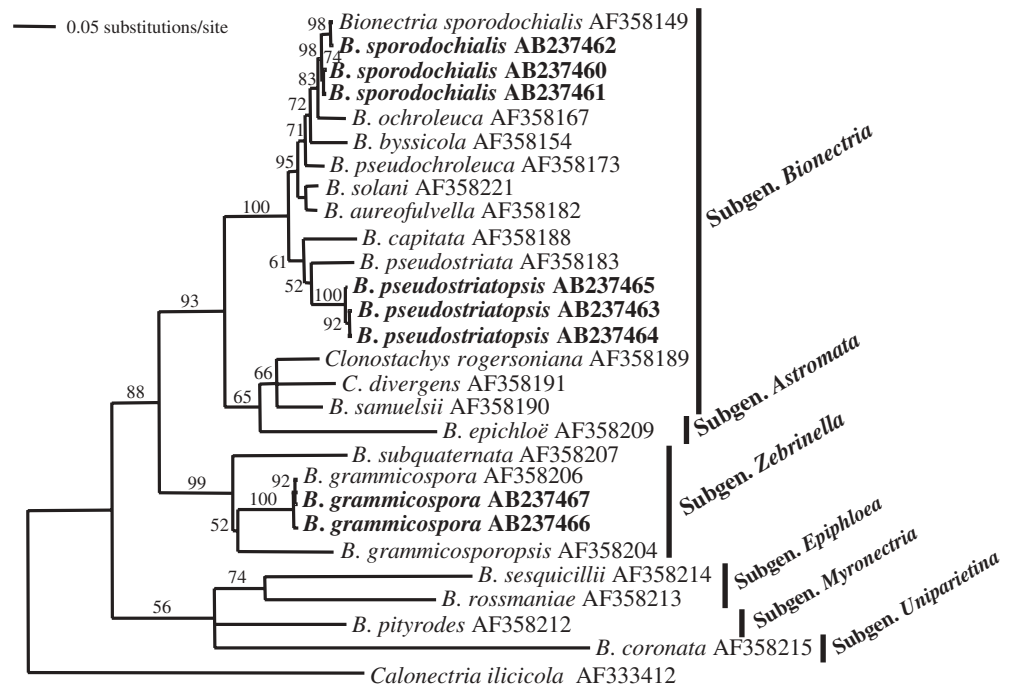 0.05 substitutions/site
98
Bionectria sporodochialis AF358149
B. sporodochialis AB237462
98
74
B. sporodochialis AB237460
83
B. sporodochialis AB237461
72
B. ochroleuca AF358167
71
B. byssicola AF358154
95
B. pseudochroleuca AF358173
B. solani AF358221
100
B. aureofulvella AF358182
B. capitata AF358188
61
B. pseudostriata AF358183
52
B. pseudostriatopsis AB237465
100
93
B. pseudostriatopsis AB237463
92
B. pseudostriatopsis AB237464
Clonostachys rogersoniana AF358189
66
C. divergens AF358191
88
65
B. samuelsii AF358190
B. epichloë AF358209
B. subquaternata AF358207
99
92
B. grammicospora AF358206
100
B. grammicospora AB237467
52
B. grammicospora AB237466
B. grammicosporopsis AF358204
74
B. sesquicillii AF358214
56
B. rossmaniae AF358213
B. pityrodes AF358212
B. coronata AF358215
Calonectria ilicicola AF333412
Subgen. Bionectria
Subgen. Astromata
Subgen. Zebrinella
Subgen. Epiphloea
Subgen. Myronectria
Subgen. Uniparietina